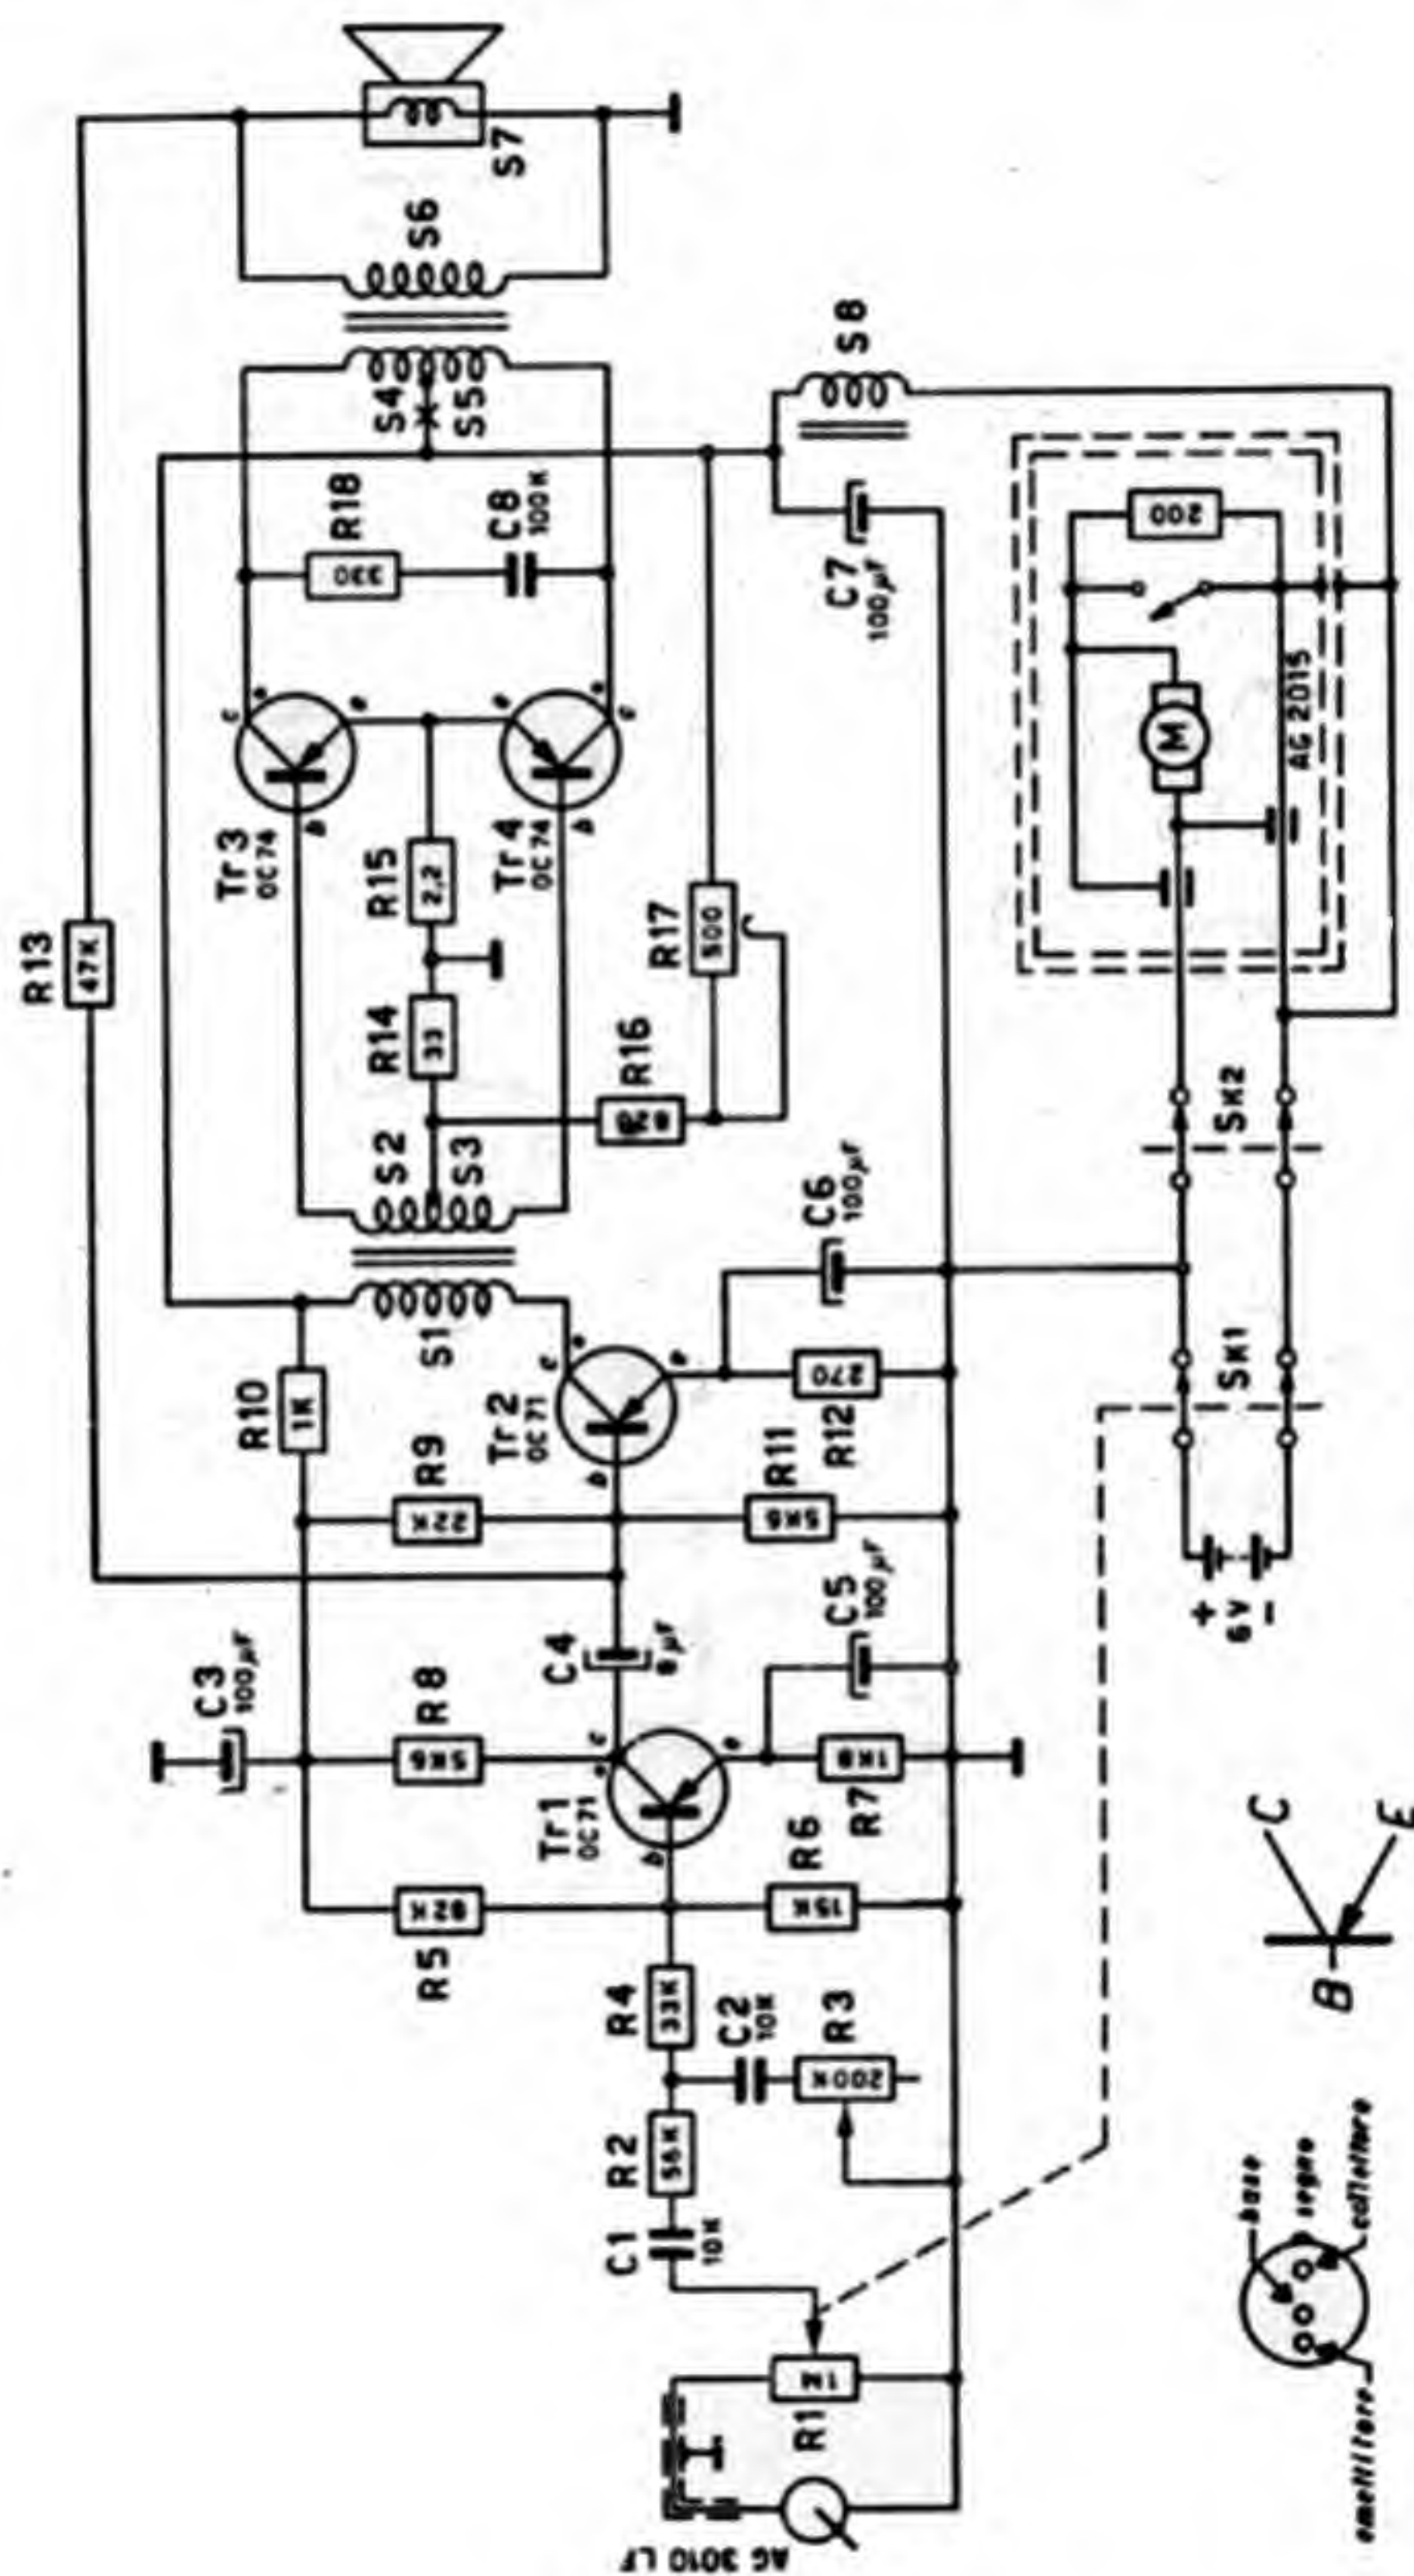 R13
47K
S7
S6
S4
S5
R18
330
C8
100K
Tr3
OC74
c
e
b
R15
2,2
R14
33
Tr4
OC74
e
c
b
S2
S3
R16
R17
500
S8
C7
100µF
R10
1K
S1
R9
22K
Tr2
OC71
c
e
b
R11
5K6
R12
270
C6
100µF
C3
100µF
R8
5K6
C4
8µF
Tr1
OC71
c
e
b
C5
100µF
R7
1K8
R5
82K
R6
15K
R4
33K
C2
10K
R3
200K
R2
56K
C1
10K
R1
1M
AG 3010 LF
200
M
AG 2015
SK2
SK1
+
6V
−
B
C
E
base
segno
collettore
emettitore